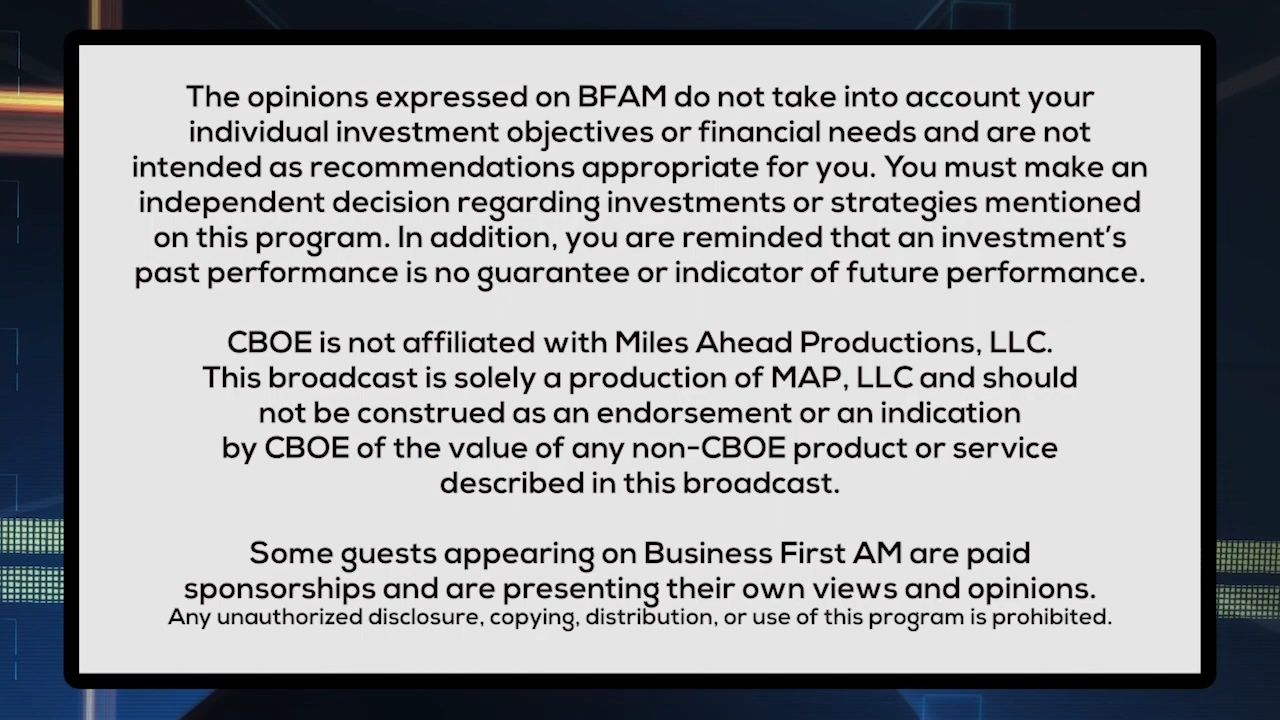 The opinions expressed on BFAM do not take into account your
individual investment objectives or financial needs and are not
intended as recommendations appropriate for you. You must make an
independent decision regarding investments or strategies mentioned
on this program. In addition, you are reminded that an investment's
past performance is no guarantee or indicator of future performance.
CBOE is not affiliated with Miles Ahead Productions, LLC.
This broadcast is solely a production of MAP, LLC and should
not be construed as an endorsement or an indication
by CBOE of the value of any non-CBOE product or service
described in this broadcast.
Some guests appearing on Business First AM are paid
sponsorships and are presenting their own views and opinions.
Any unauthorized disclosure, copying, distribution, or use of this program is prohibited.